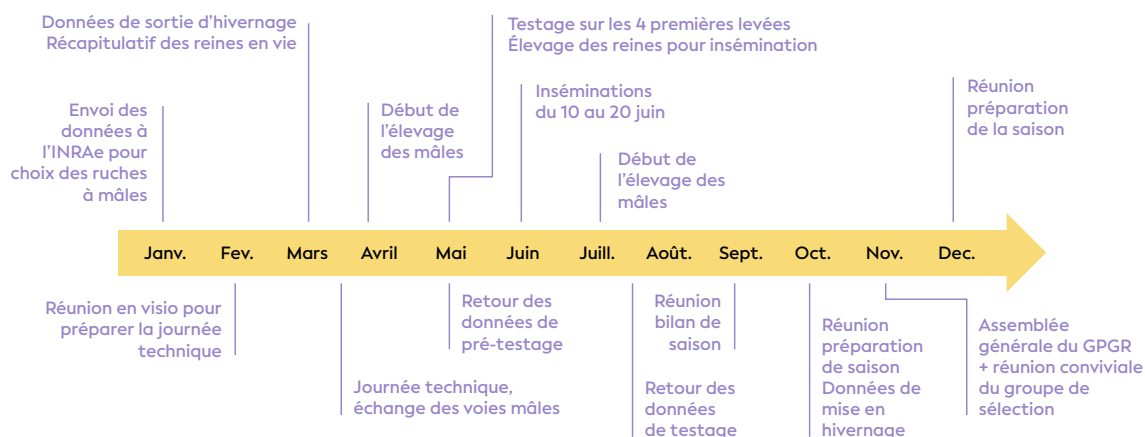 Données de sortie d'hivernage
Récapitulatif des reines en vie
Testage sur les 4 premières levées
Élevage des reines pour insémination
Envoi des
données à
l'INRAe pour
choix des ruches
à mâles
Début de
l'élevage
des mâles
Inséminations
du 10 au 20 juin
Début de
l'élevage des
mâles
Réunion
préparation
de la saison
Janv. Fev. Mars Avril Mai Juin Juill. Août. Sept. Oct. Nov. Dec.
Réunion en visio pour
préparer la journée
technique
Journée technique,
échange des voies mâles
Retour des
données de
pré-testage
Retour des
données
de testage
Réunion
bilan de
saison
Réunion
préparation
de saison
Données de
mise en
hivernage
Assemblée
générale du GPGR
+ réunion conviviale
du groupe de
sélection